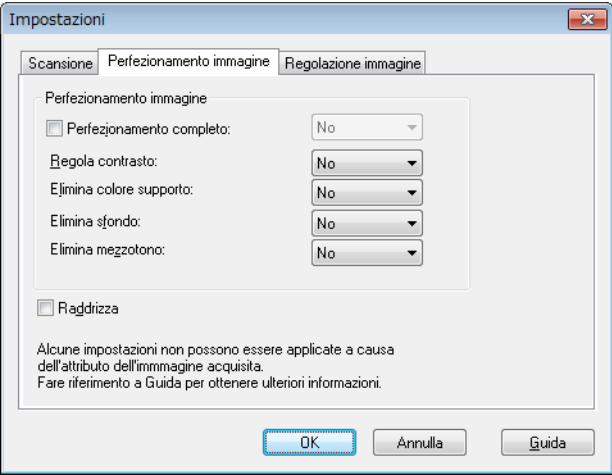 Impostazioni
Scansione Perfezionamento immagine Regolazione immagine
Perfezionamento immagine
Perfezionamento completo: No
Regola contrasto: No
Elimina colore supporto: No
Elimina sfondo: No
Elimina mezzotono: No
Raddrizza
Alcune impostazioni non possono essere applicate a causa
dell'attributo dell'immmagine acquisita.
Fare riferimento a Guida per ottenere ulteriori informazioni.
OK Annulla Guida